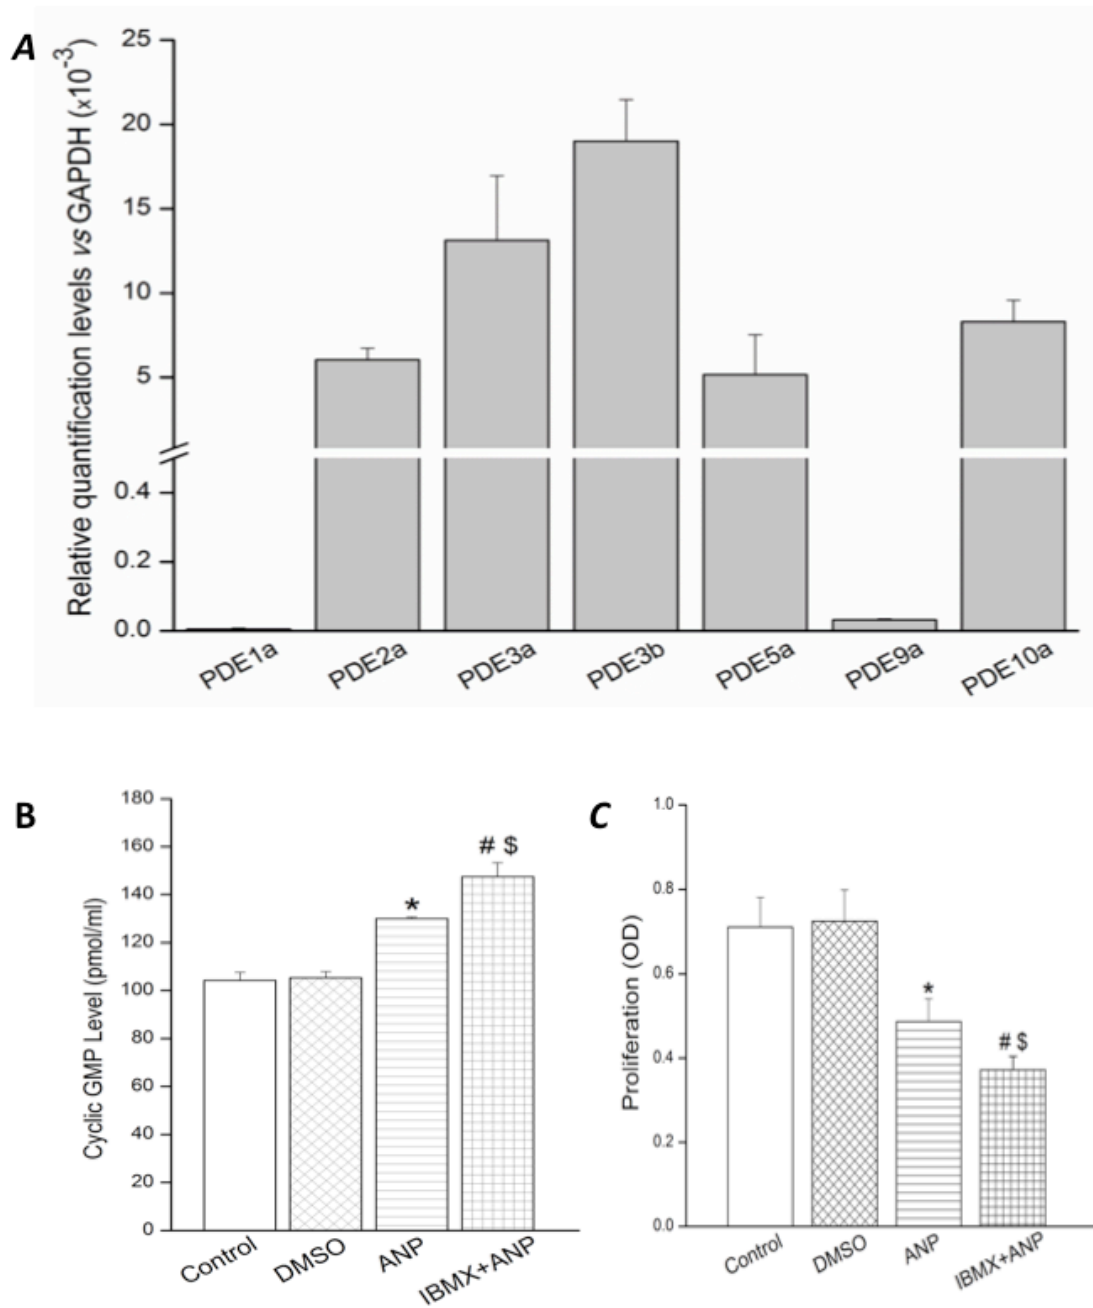 A
Relative quantification levels vs GAPDH (x10-3)
25
20
15
10
5
0.4
0.2
0.0
PDE1a
PDE2a
PDE3a
PDE3b
PDE5a
PDE9a
PDE10a
B
Cyclic GMP Level (pmol/ml)
180
160
140
120
100
80
60
40
20
0
*
# $
Control
DMSO
ANP
IBMX+ANP
C
Proliferation (OD)
1.0
0.8
0.6
0.4
0.2
0.0
*
# $
Control
DMSO
ANP
IBMX+ANP